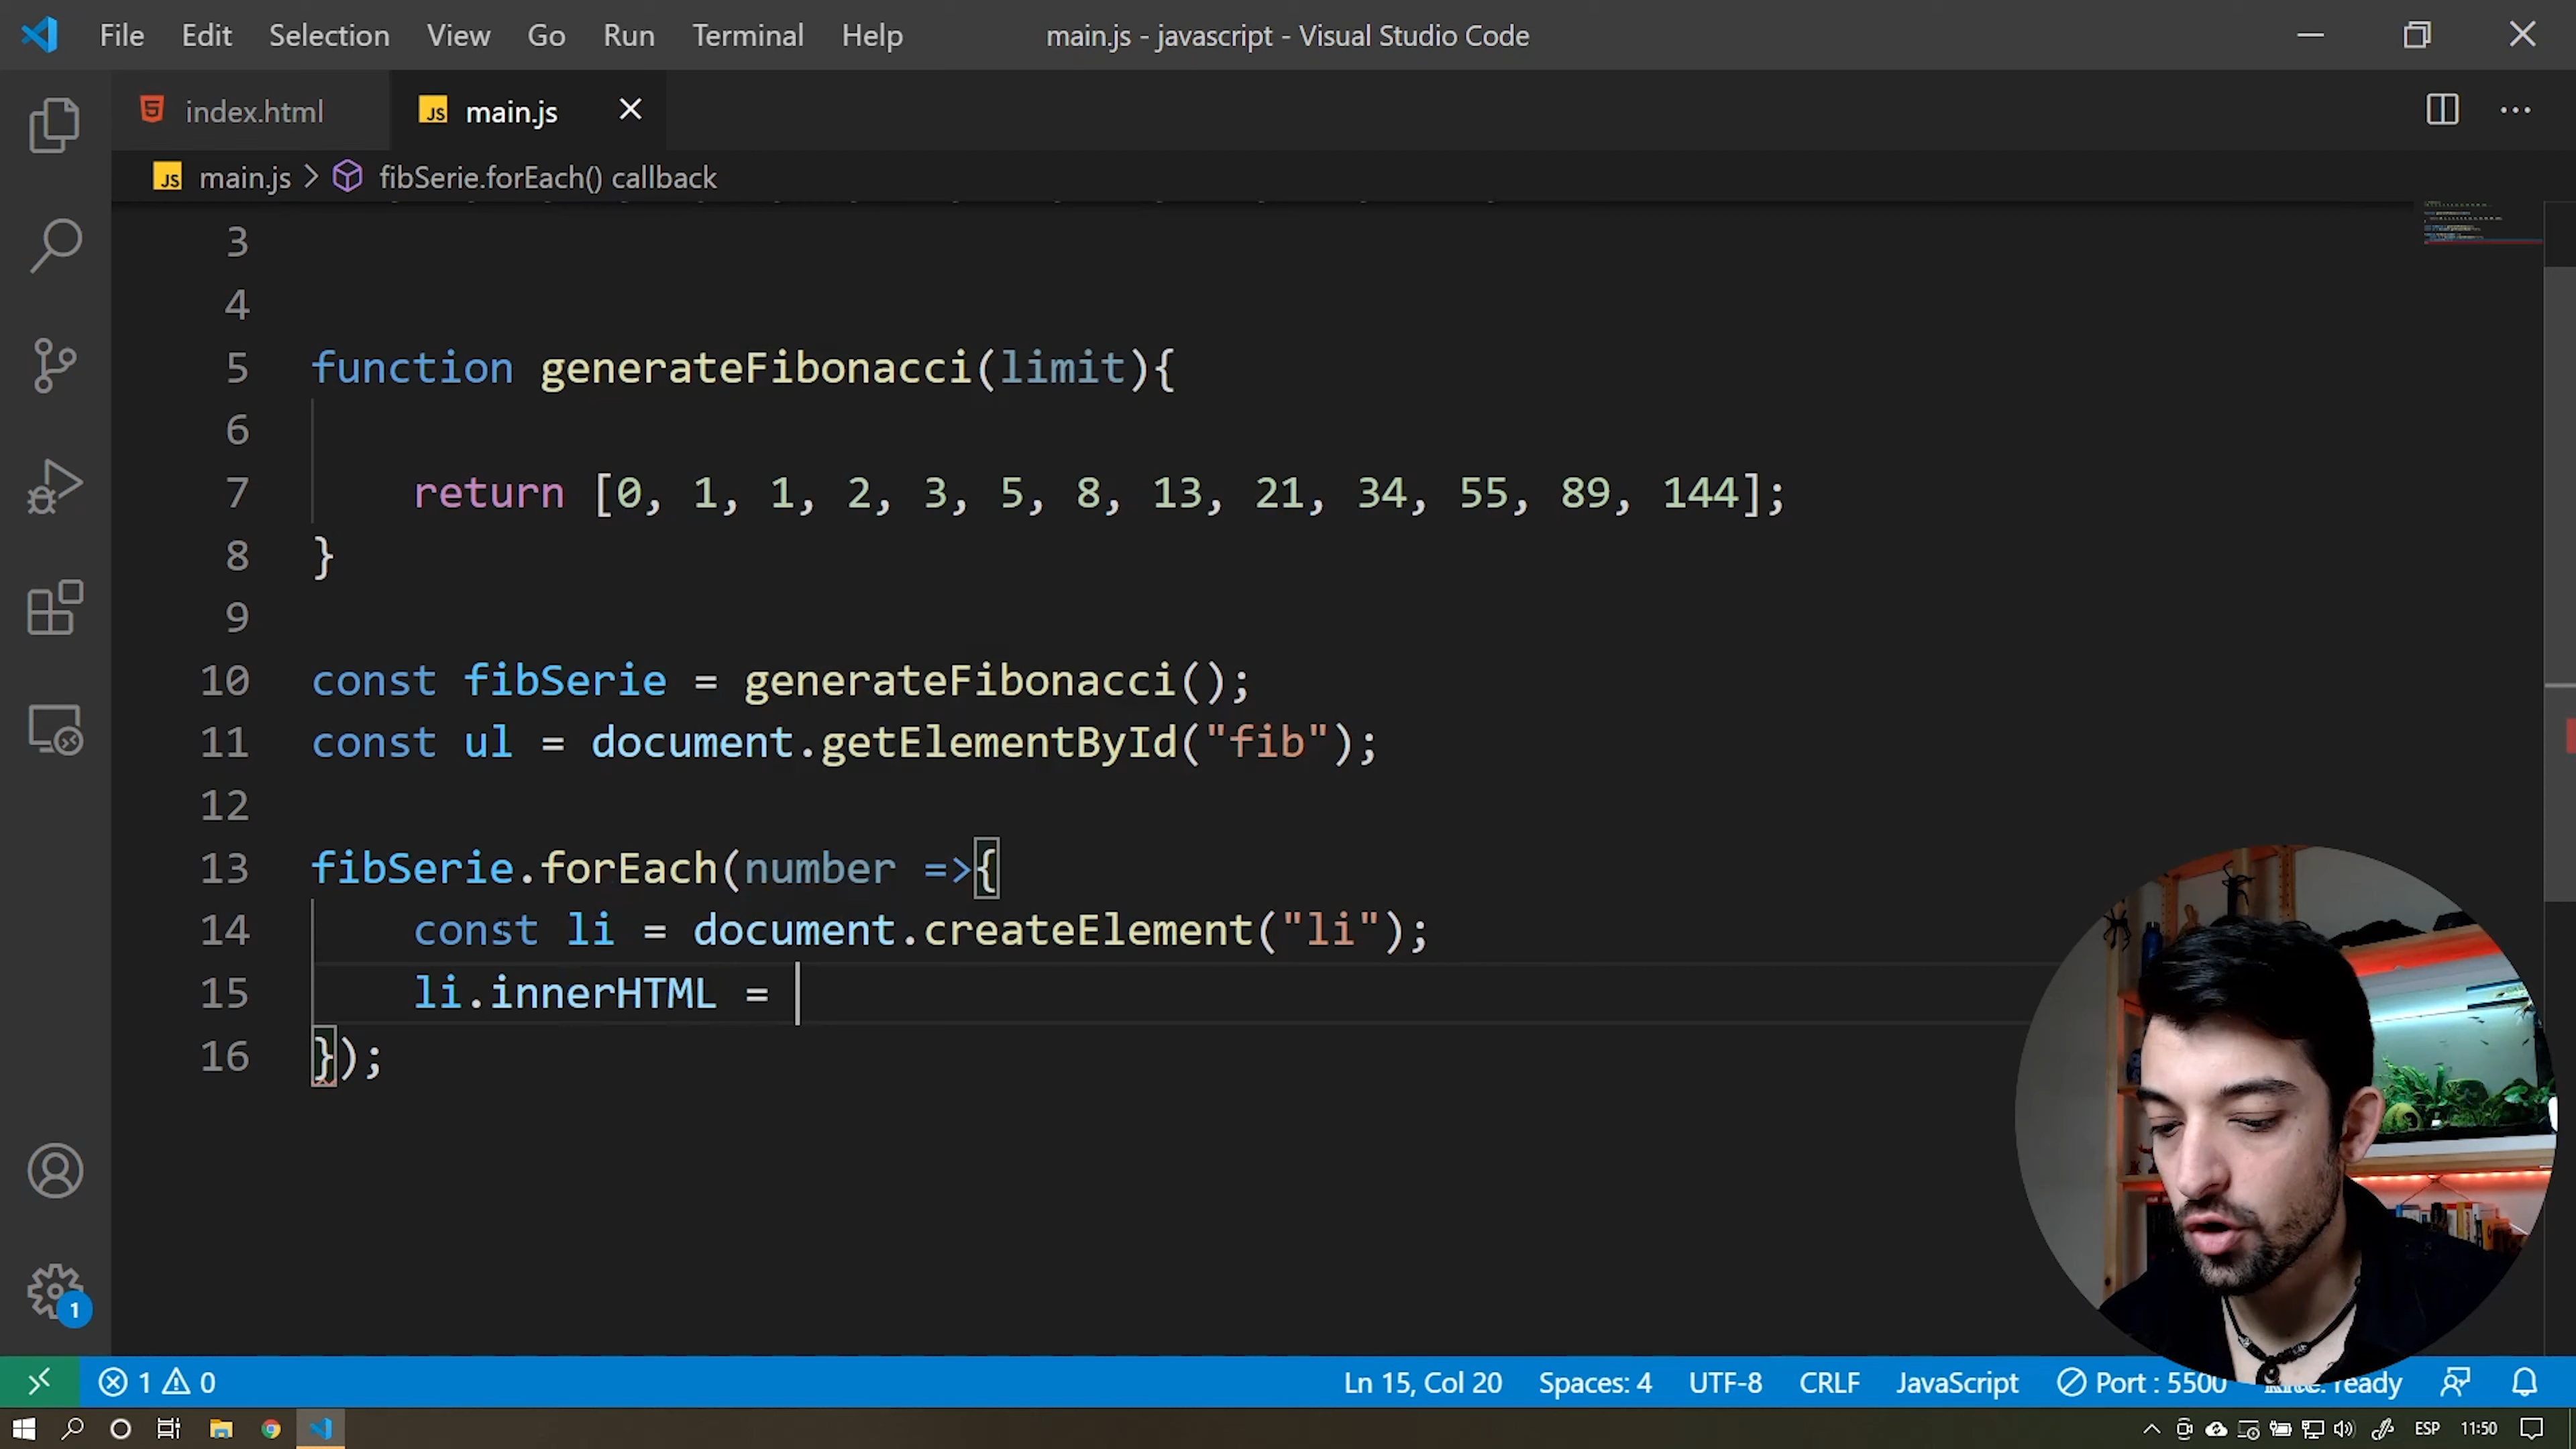 File Edit Selection View Go Run Terminal Help main.js - javascript - Visual Studio Code
index.html JS main.js
JS main.js > fibSerie.forEach() callback
3
4
5 function generateFibonacci(limit){
6
7 return [0, 1, 1, 2, 3, 5, 8, 13, 21, 34, 55, 89, 144];
8 }
9
10 const fibSerie = generateFibonacci();
11 const ul = document.getElementById("fib");
12
13 fibSerie.forEach(number =>{
14 const li = document.createElement("li");
15 li.innerHTML =
16 });
1
1 0 Ln 15, Col 20 Spaces: 4 UTF-8 CRLF JavaScript Port : 5500 ready
ESP 11:50